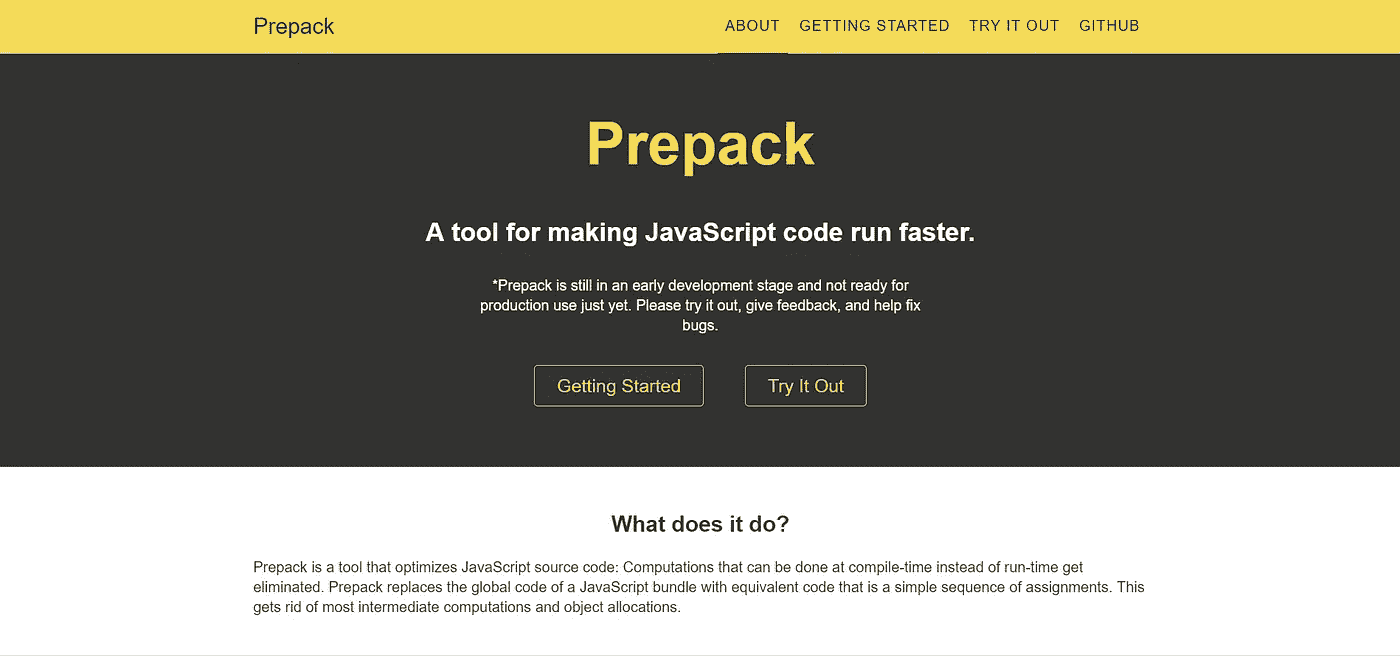 Prepack
ABOUT GETTING STARTED TRY IT OUT GITHUB
Prepack
A tool for making JavaScript code run faster.
*Prepack is still in an early development stage and not ready for
production use just yet. Please try it out, give feedback, and help fix
bugs.
Getting Started
Try It Out
What does it do?
Prepack is a tool that optimizes JavaScript source code: Computations that can be done at compile-time instead of run-time get
eliminated. Prepack replaces the global code of a JavaScript bundle with equivalent code that is a simple sequence of assignments. This
gets rid of most intermediate computations and object allocations.